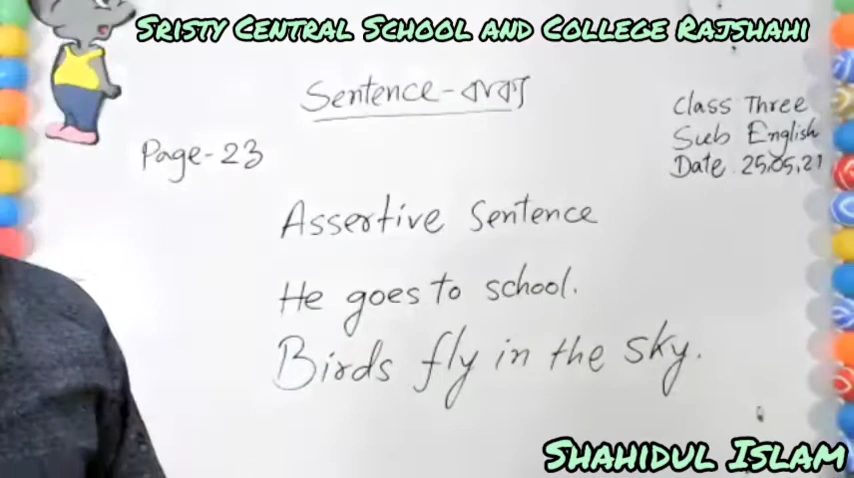 Sristy Central School and College Rajshahi
Sentence-বাক্য
Class Three
Sub English
Date 25.05.21
Page-23
Assertive Sentence
He goes to school.
Birds fly in the sky.
Shahidul Islam